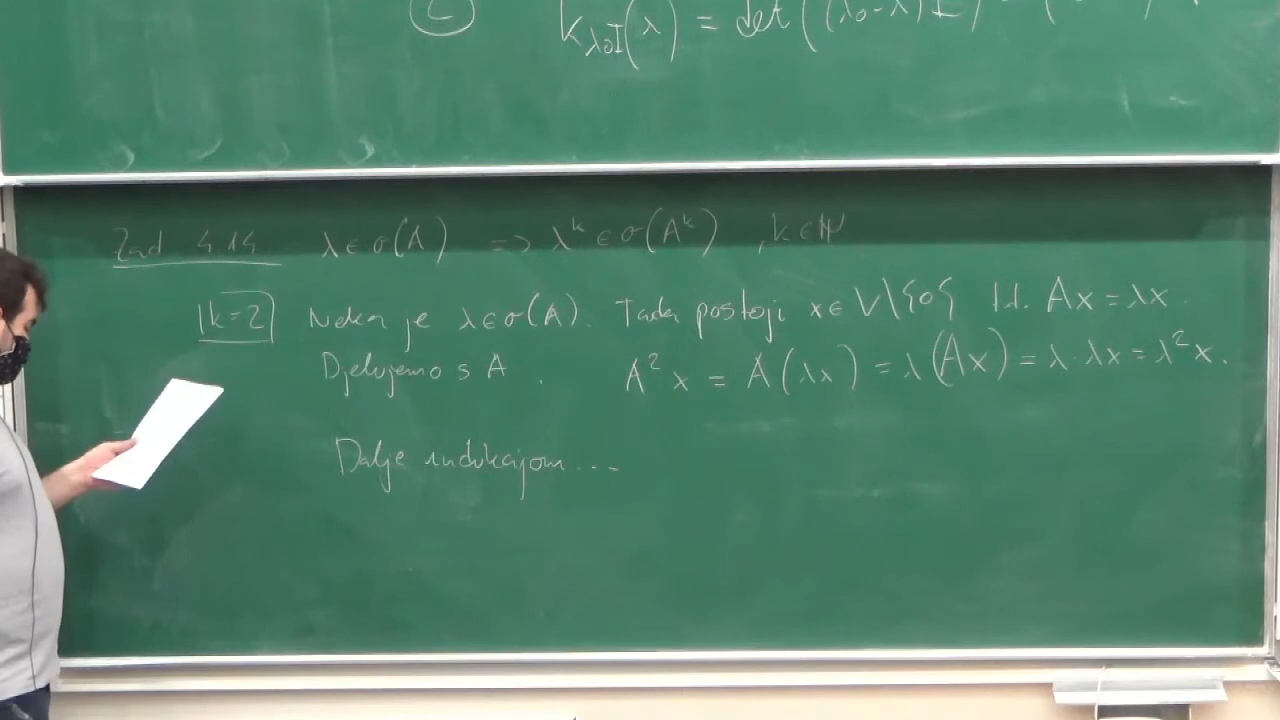 2
k_{λ₀I}(λ) = det((λ₀-λ)I)
Zad 4.14 λ∈σ(A) => λ^k ∈ σ(A^k), k∈ℕ
k=2 Neka je λ∈σ(A). Tada postoji x∈V\{0} t.d. Ax = λx.
Djelujemo s A. A²x = A(λx) = λ(Ax) = λ·λx = λ²x.
Dalje indukcijom...